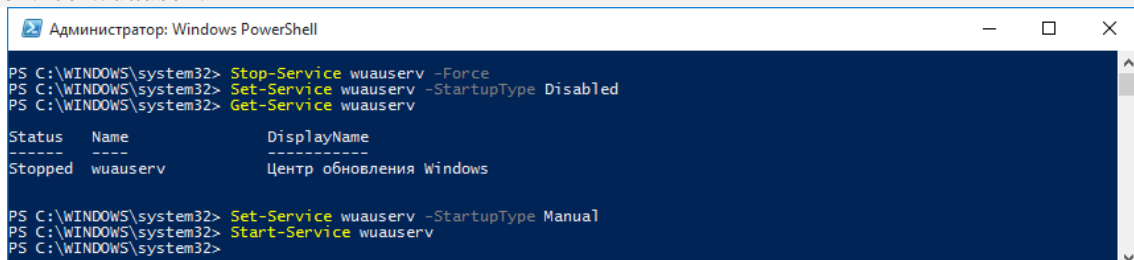 Администратор: Windows PowerShell
PS C:\WINDOWS\system32> Stop-Service wuauserv -Force
PS C:\WINDOWS\system32> Set-Service wuauserv -StartupType Disabled
PS C:\WINDOWS\system32> Get-Service wuauserv
Status   Name               DisplayName
------   ----               -----------
Stopped  wuauserv           Центр обновления Windows
PS C:\WINDOWS\system32> Set-Service wuauserv -StartupType Manual
PS C:\WINDOWS\system32> Start-Service wuauserv
PS C:\WINDOWS\system32>